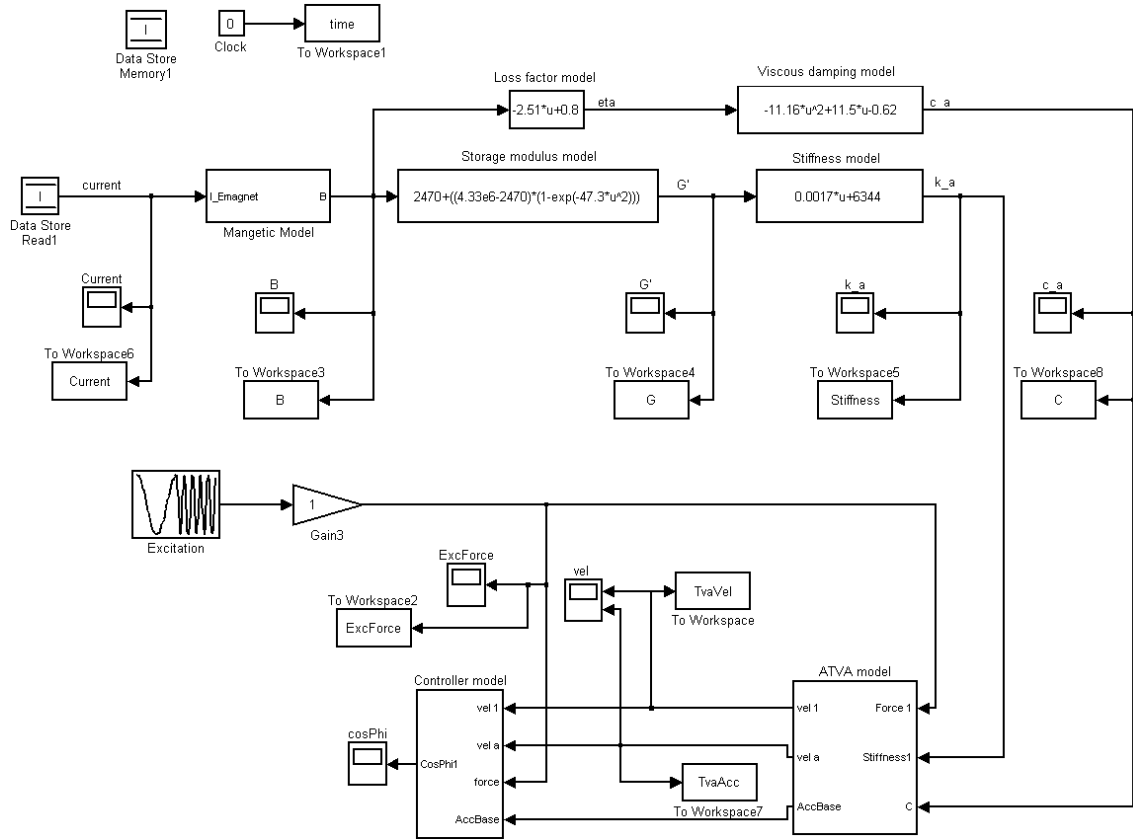 0
time
Clock
To Workspace1
I
Data Store
Memory1
Loss factor model
-2.51*u+0.8
eta
Viscous damping model
-11.16*u^2+11.5*u-0.62
c_a
I
Data Store
Read1
current
I_Emagnet
B
Mangetic Model
Storage modulus model
2470+((4.33e6-2470)*(1-exp(-47.3*u^2)))
G'
Stiffness model
0.0017*u+6344
k_a
Current
B
G'
k_a
c_a
To Workspace6
Current
To Workspace3
B
To Workspace4
G
To Workspace5
Stiffness
To Workspace8
C
Excitation
1
Gain3
ExcForce
To Workspace2
ExcForce
vel
TvaVel
To Workspace
Controller model
vel 1
vel a
CosPhi1
force
AccBase
cosPhi
TvaAcc
To Workspace7
ATVA model
vel 1
Force 1
vel a
Stiffness1
AccBase
C